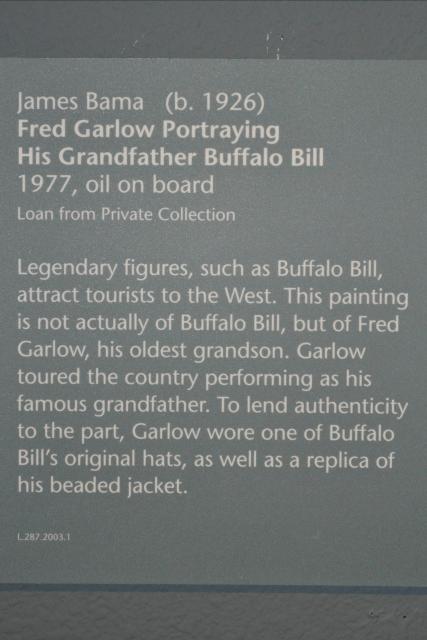 James Bama (b. 1926)
Fred Garlow Portraying
His Grandfather Buffalo Bill
1977, oil on board
Loan from Private Collection
Legendary figures, such as Buffalo Bill,
attract tourists to the West. This painting
is not actually of Buffalo Bill, but of Fred
Garlow, his oldest grandson. Garlow
toured the country performing as his
famous grandfather. To lend authenticity
to the part, Garlow wore one of Buffalo
Bill's original hats, as well as a replica of
his beaded jacket.
L.287.2003.1